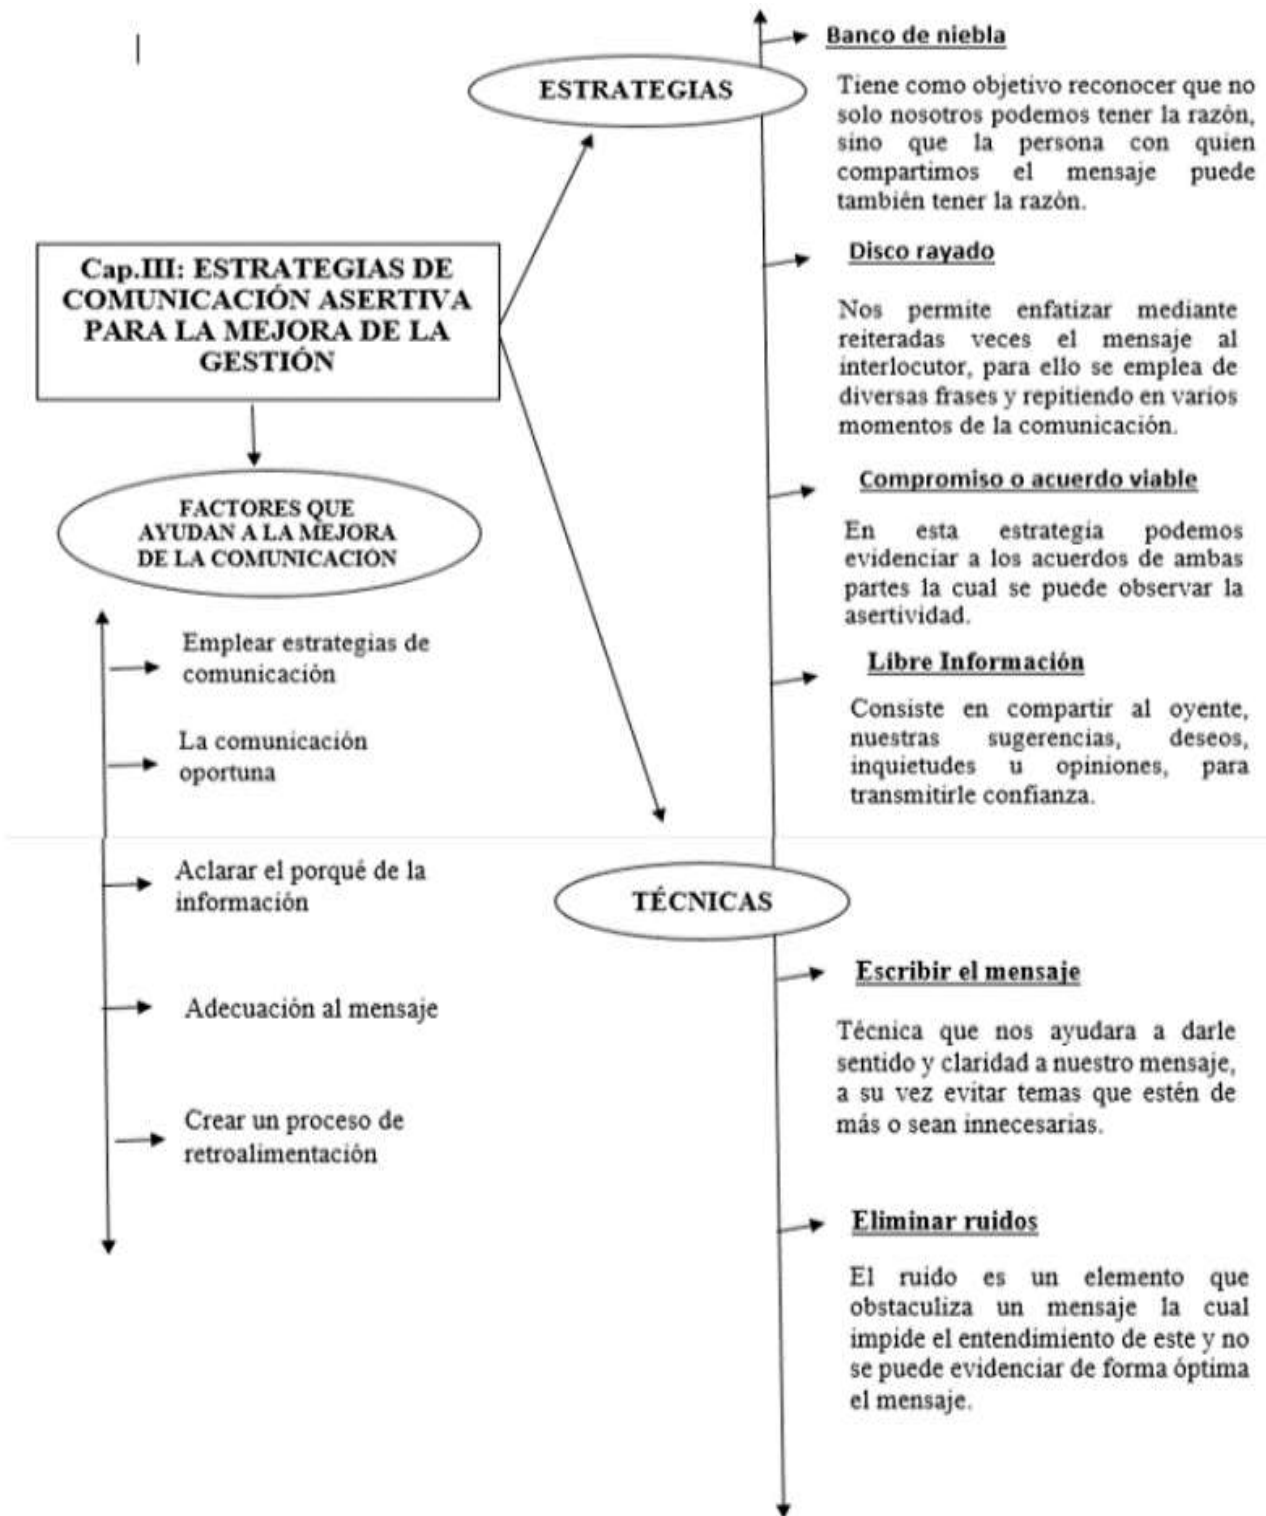 Cap.III: ESTRATEGIAS DE
COMUNICACIÓN ASERTIVA
PARA LA MEJORA DE LA
GESTIÓN
FACTORES QUE
AYUDAN A LA MEJORA
DE LA COMUNICACIÓN
Emplear estrategias de
comunicación
La comunicación
oportuna
Aclarar el porqué de la
información
Adecuación al mensaje
Crear un proceso de
retroalimentación
ESTRATEGIAS
Banco de niebla
Tiene como objetivo reconocer que no
solo nosotros podemos tener la razón,
sino que la persona con quien
compartimos el mensaje puede
también tener la razón.
Disco rayado
Nos permite enfatizar mediante
reiteradas veces el mensaje al
interlocutor, para ello se emplea de
diversas frases y repitiendo en varios
momentos de la comunicación.
Compromiso o acuerdo viable
En esta estrategia podemos
evidenciar a los acuerdos de ambas
partes la cual se puede observar la
asertividad.
Libre Información
Consiste en compartir al oyente,
nuestras sugerencias, deseos,
inquietudes u opiniones, para
transmitirle confianza.
TÉCNICAS
Escribir el mensaje
Técnica que nos ayudara a darle
sentido y claridad a nuestro mensaje,
a su vez evitar temas que estén de
más o sean innecesarias.
Eliminar ruidos
El ruido es un elemento que
obstaculiza un mensaje la cual
impide el entendimiento de este y no
se puede evidenciar de forma óptima
el mensaje.